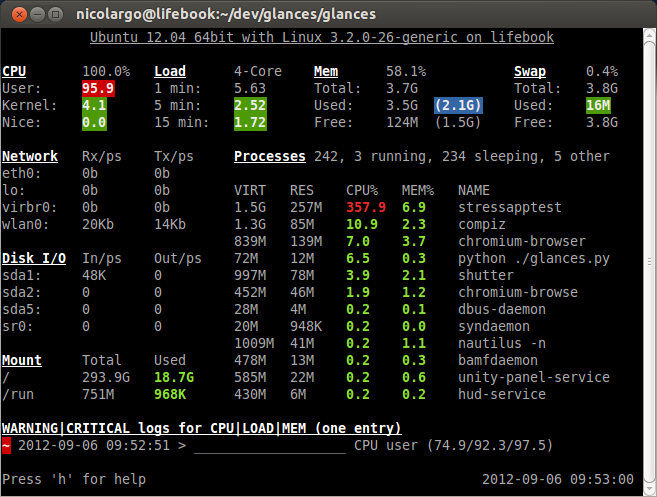 nicolargo@lifebook:~/dev/glances/glances
Ubuntu 12.04 64bit with Linux 3.2.0-26-generic on lifebook
CPU 100.0% Load 4-Core Mem 58.1% Swap 0.4%
User: 95.9 1 min: 5.63 Total: 3.7G Total: 3.8G
Kernel: 4.1 5 min: 2.52 Used: 3.5G (2.1G) Used: 16M
Nice: 0.0 15 min: 1.72 Free: 124M (1.5G) Free: 3.8G
Network Rx/ps Tx/ps Processes 242, 3 running, 234 sleeping, 5 other
eth0: 0b 0b
lo: 0b 0b VIRT RES CPU% MEM% NAME
virbr0: 0b 0b 1.5G 257M 357.9 6.9 stressapptest
wlan0: 20Kb 14Kb 1.3G 85M 10.9 2.3 compiz
839M 139M 7.0 3.7 chromium-browser
Disk I/O In/ps Out/ps 72M 12M 6.5 0.3 python ./glances.py
sda1: 48K 0 997M 78M 3.9 2.1 shutter
sda2: 0 0 452M 46M 1.9 1.2 chromium-browse
sda5: 0 0 28M 4M 0.2 0.1 dbus-daemon
sr0: 0 0 20M 948K 0.2 0.0 syndaemon
1009M 41M 0.2 1.1 nautilus -n
Mount Total Used 478M 13M 0.2 0.3 bamfdaemon
/ 293.9G 18.7G 585M 22M 0.2 0.6 unity-panel-service
/run 751M 968K 430M 6M 0.2 0.2 hud-service
WARNING|CRITICAL logs for CPU|LOAD|MEM (one entry)
~ 2012-09-06 09:52:51 > ___________________ CPU user (74.9/92.3/97.5)
Press 'h' for help 2012-09-06 09:53:00